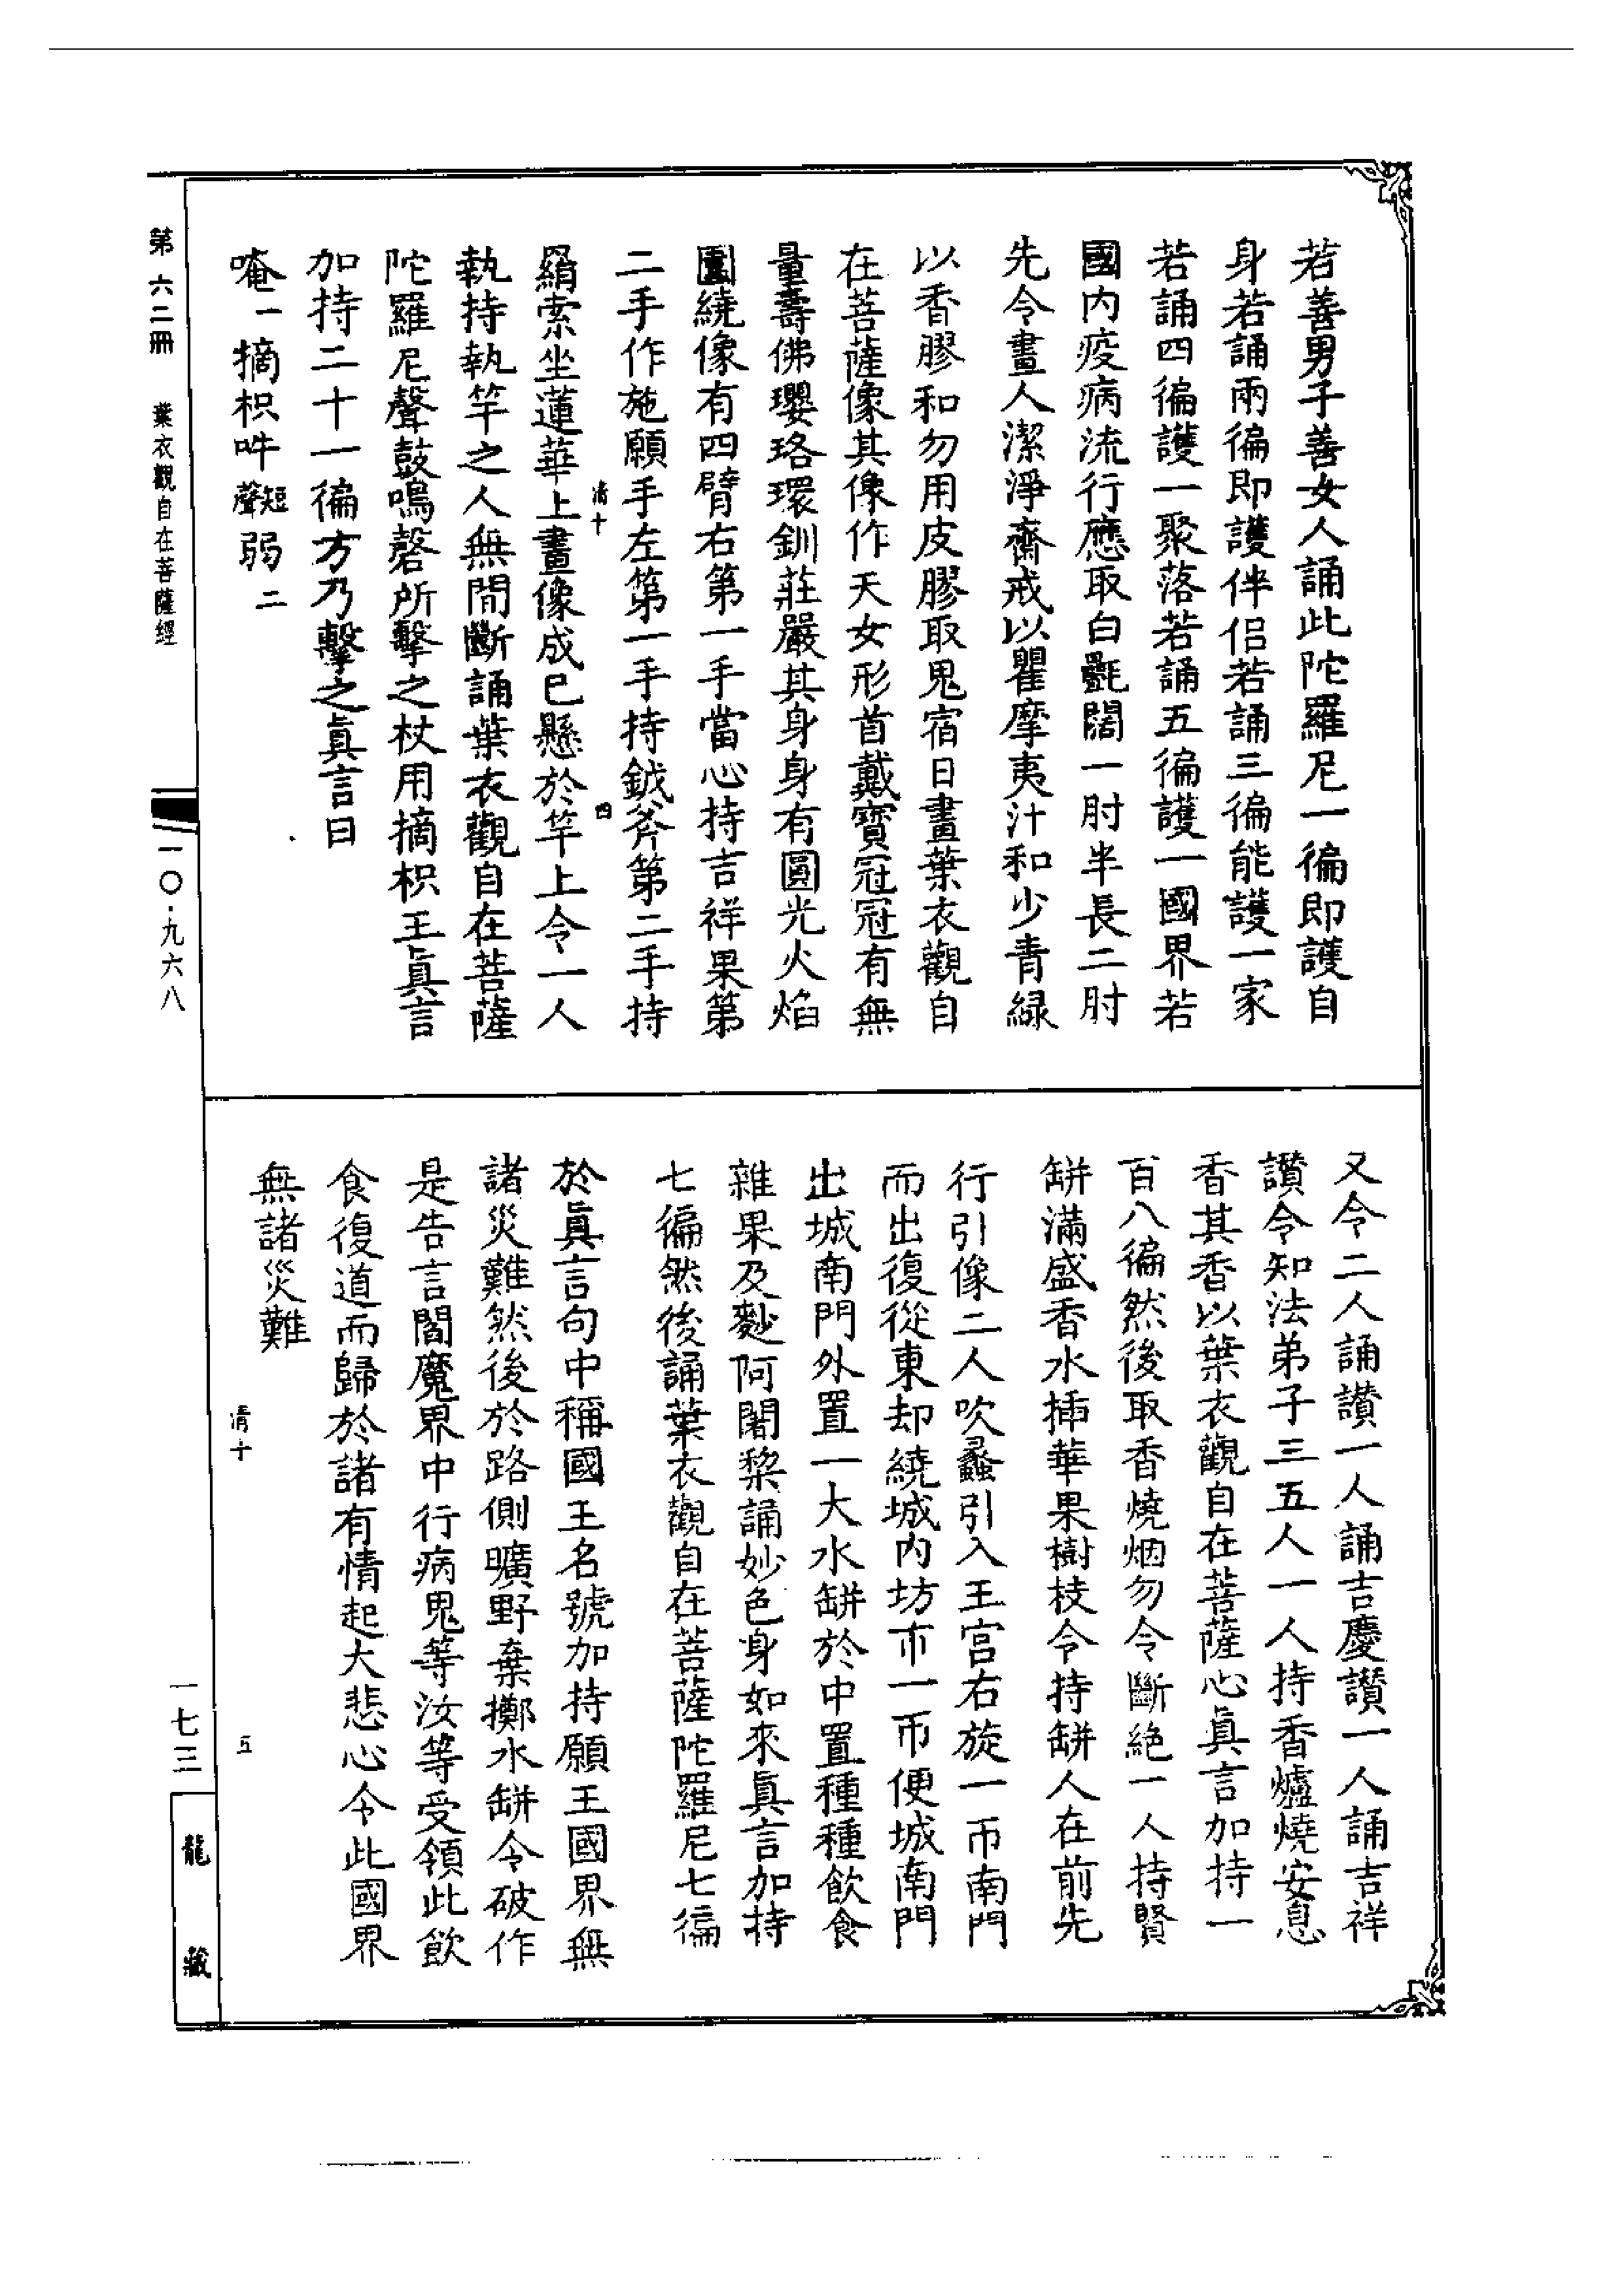 若善男子善女人誦此陀羅尼一徧即護自
身若誦兩徧即護伴侣若誦三徧能護一家
若誦四徧護一聚落若誦五徧護一國界若
國内疫病流行應取白氎闊一肘半長二肘
先令畫人潔淨齋戒以瞿摩夷汁和少青緑
以香膠和勿用皮膠取鬼宿日畫葉衣觀自
在菩薩像其像作天女形首戴寶冠冠有無
量壽佛瓔珞環釧莊嚴其身身有圓光火焰
圍繞像有四臂右第一手當心持吉祥果第
二手作施願手左第一手持鉞斧第二手持
清十 四
羂索坐蓮華上畫像成已懸於竿上令一人
執持執竿之人無間斷誦葉衣觀自在菩薩
陀羅尼聲鼓鳴磬所擊之杖用摘枳王真言
加持二十一徧方乃擊之真言曰
唵一摘枳吽短聲弱二
又令二人誦讃一人誦吉慶讃一人誦吉祥
讃令知法弟子三五人一人持香爐燒安息
香其香以葉衣觀自在菩薩心真言加持一
百八徧然後取香燒烟勿令斷絶一人持賢
缾滿盛香水插華果樹枝令持缾人在前先
行引像二人吹蠡引入王宫右旋一帀南門
而出復從東却繞城内坊市一帀便城南門
出城南門外置一大水缾於中置種種飲食
雜果及麨阿闍棃誦妙色身如來真言加持
七徧然後誦葉衣觀自在菩薩陀羅尼七徧
於真言句中稱國王名號加持願王國界無
諸災難然後於路側曠野棄擲水缾令破作
是告言閻魔界中行病鬼等汝等受領此飲
食復道而歸於諸有情起大悲心令此國界
無諸災難
清十 五
第六二冊 葉衣觀自在菩薩經
一〇·九六八
一七三
龍藏